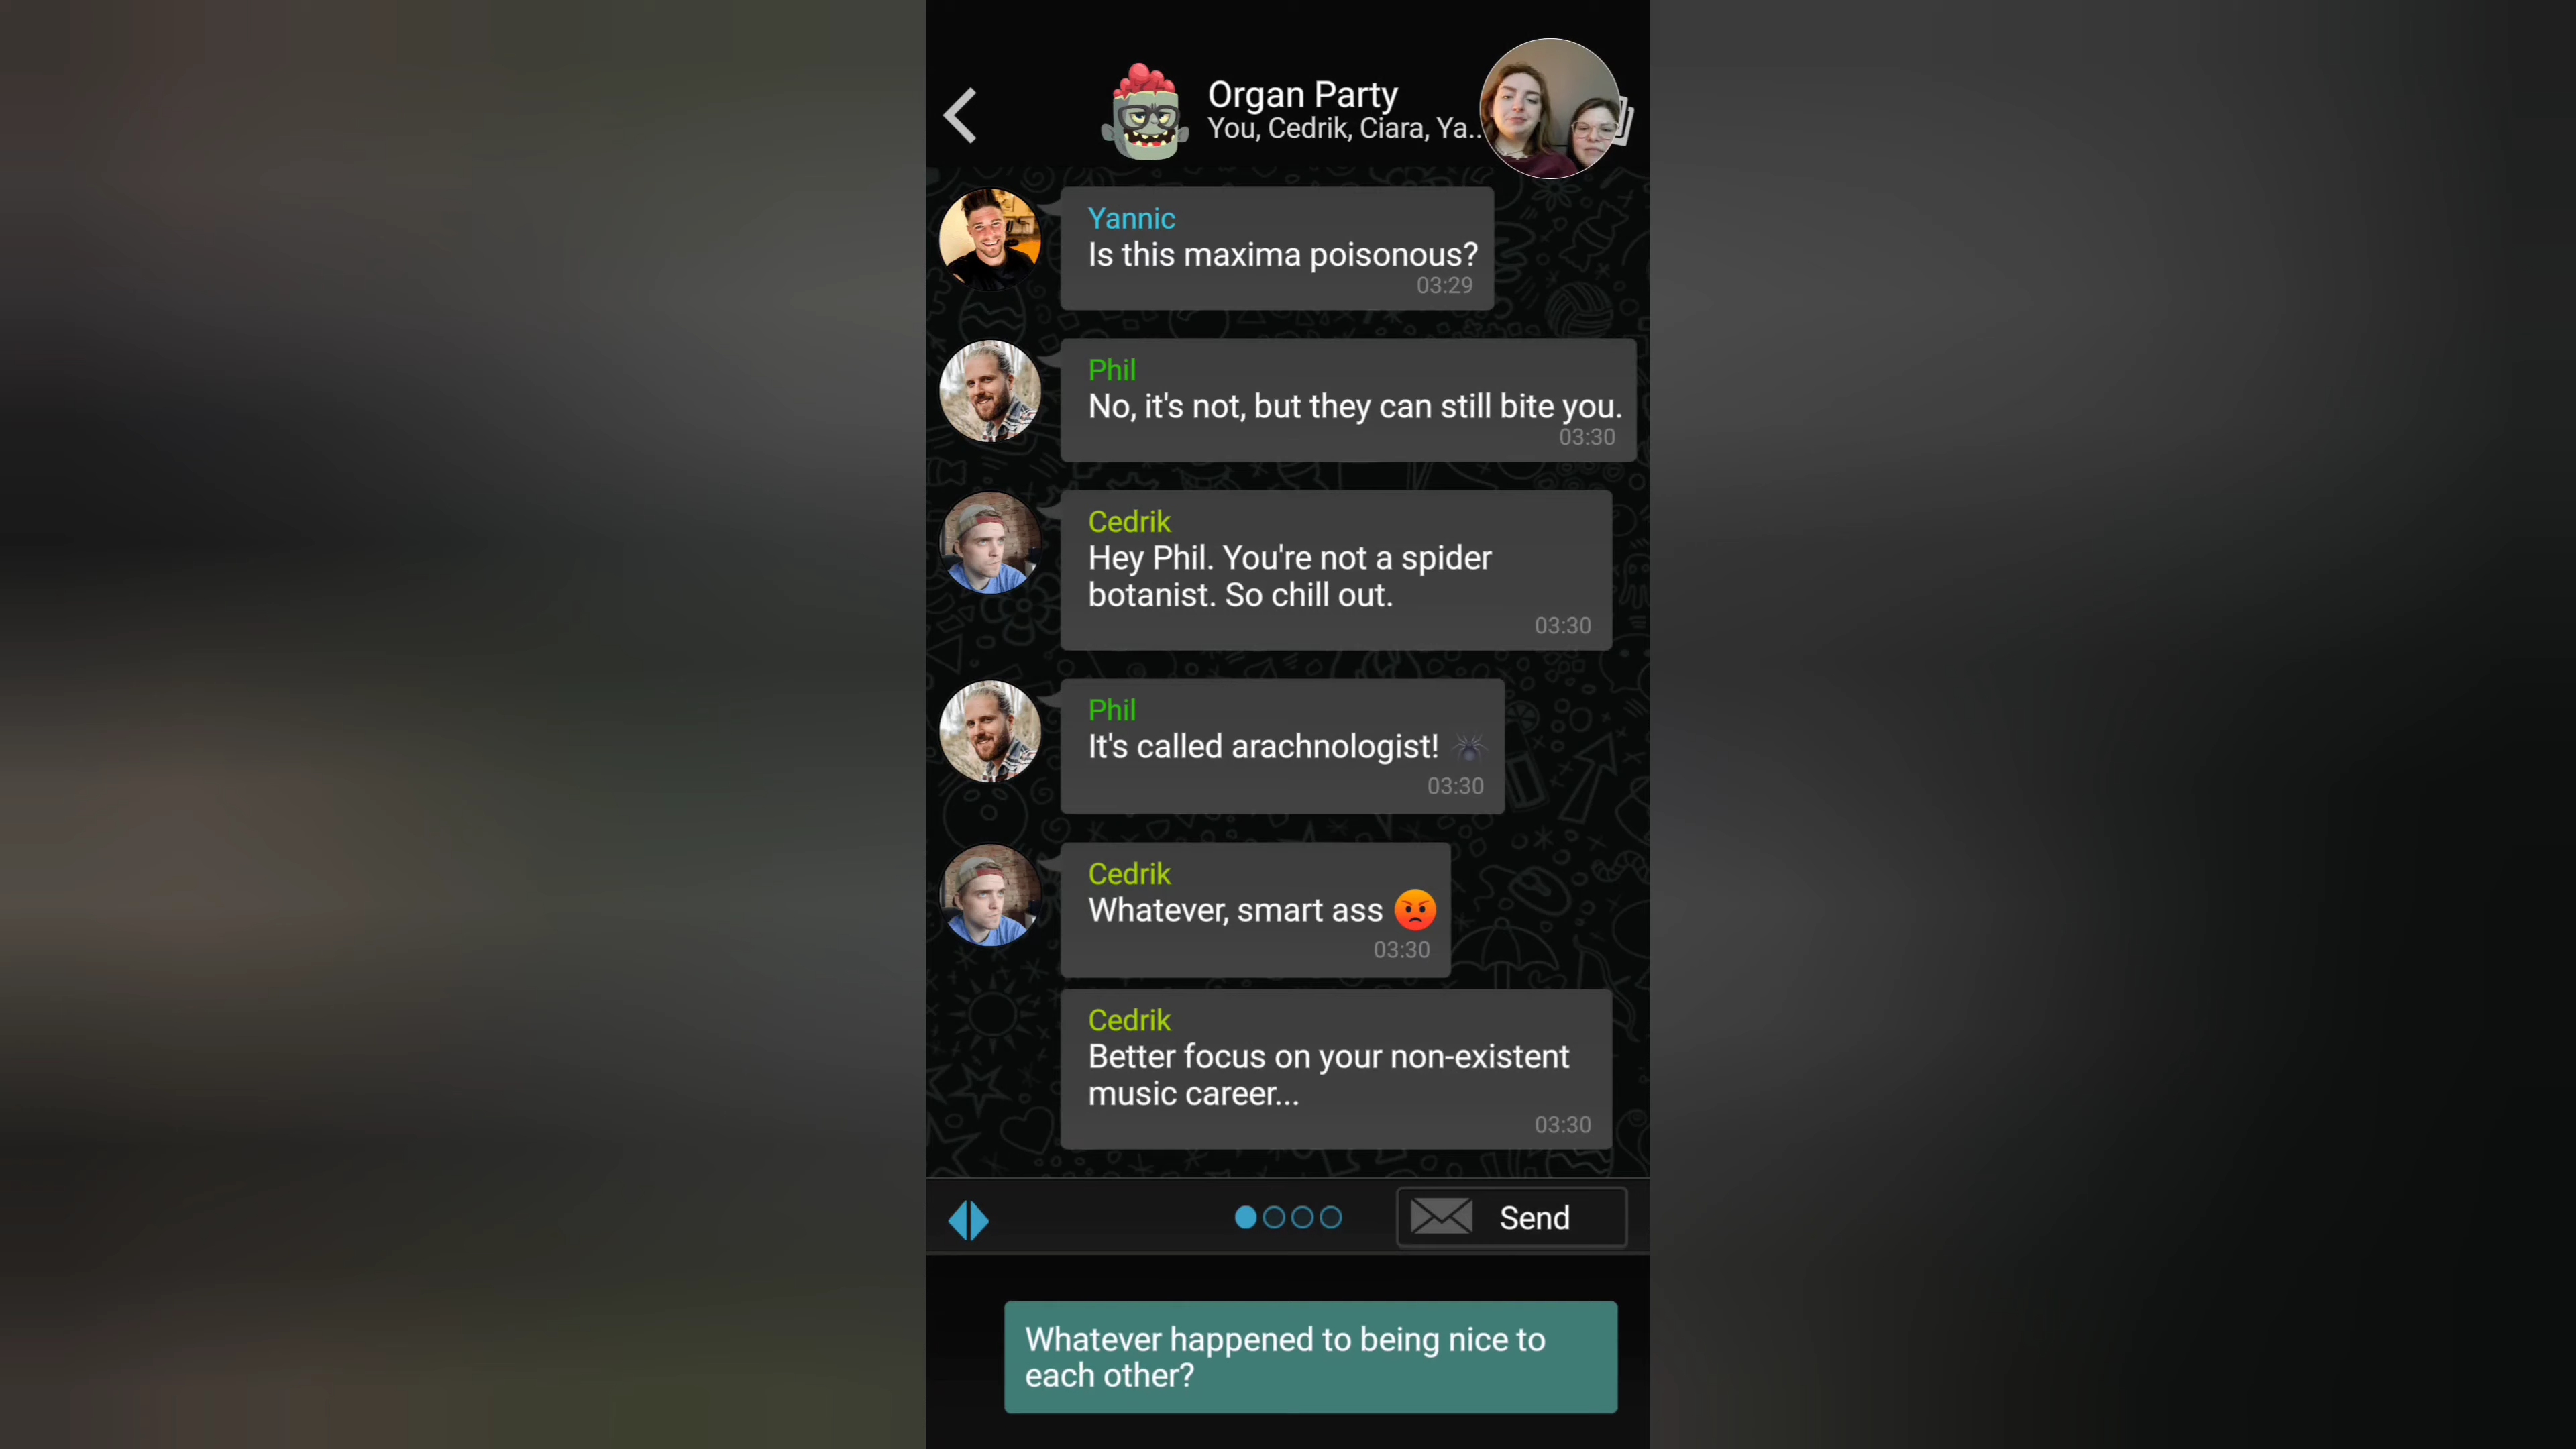 Organ Party
You, Cedrik, Ciara, Ya..
Yannic
Is this maxima poisonous?
03:29
Phil
No, it's not, but they can still bite you.
03:30
Cedrik
Hey Phil. You're not a spider
botanist. So chill out.
03:30
Phil
It's called arachnologist! 🕷
03:30
Cedrik
Whatever, smart ass 😡
03:30
Cedrik
Better focus on your non-existent
music career...
03:30
Send
Whatever happened to being nice to
each other?